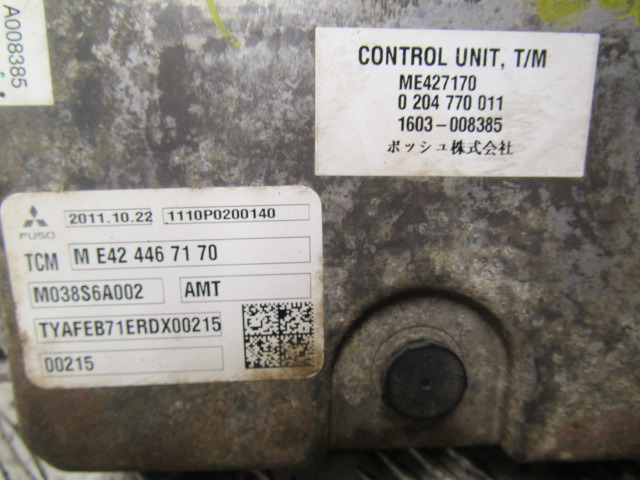 A008385
CONTROL UNIT, T/M
ME427170
0 204 770 011
1603-008385
ボッシュ株式会社
FUSO
2011.10.22 1110P0200140
TCM M E42 446 71 70
M038S6A002 AMT
TYAFEB71ERDX00215
00215